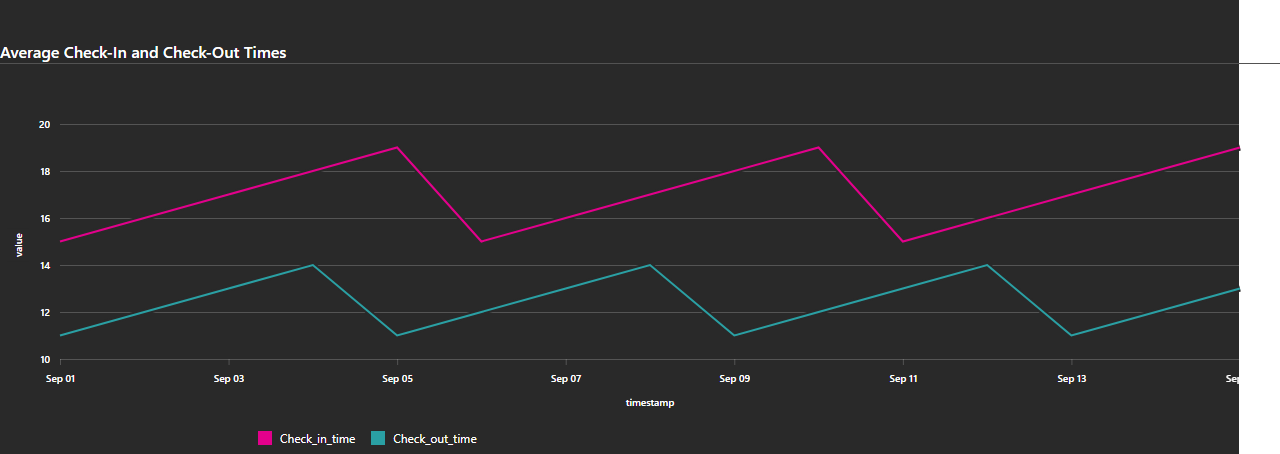 Average Check-In and Check-Out Times
20
18
16
14
12
10
value
Sep 01 Sep 03 Sep 05 Sep 07 Sep 09 Sep 11 Sep 13 Sep
timestamp
Check_in_time Check_out_time